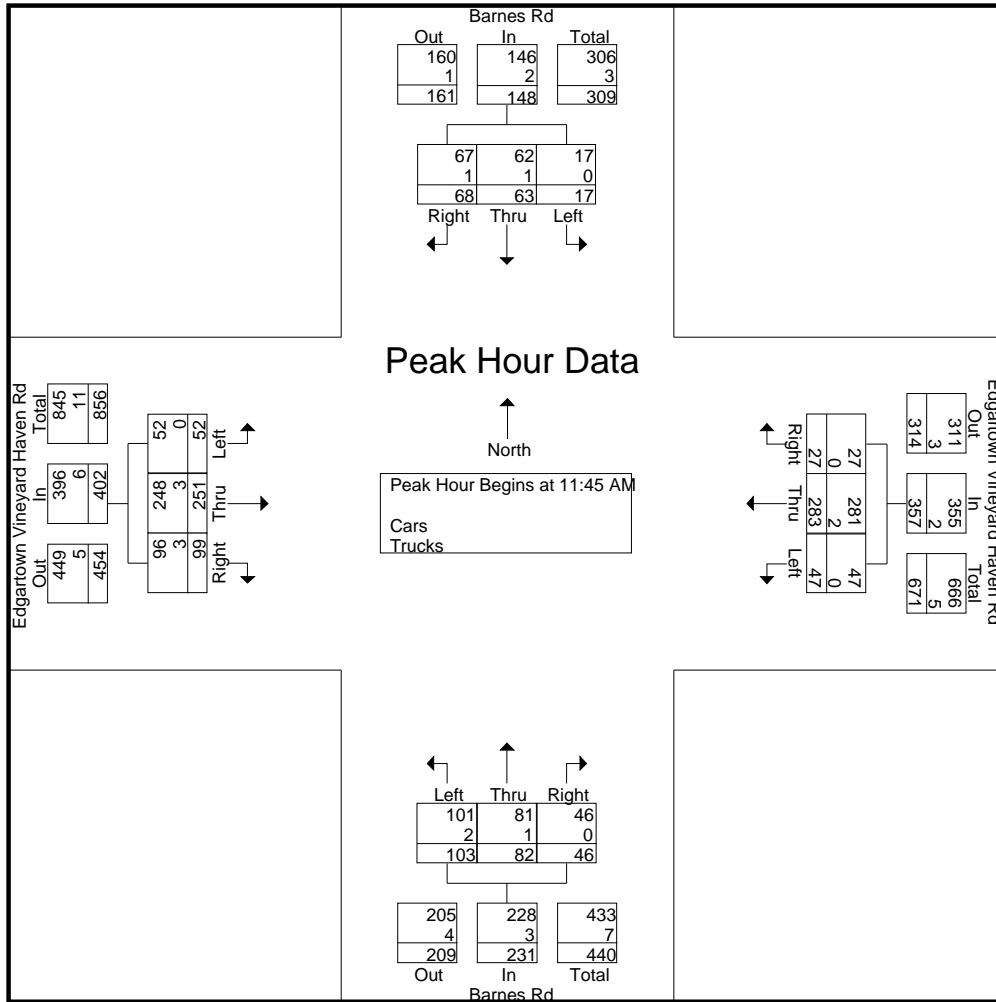 Barnes Rd
Out In Total
160 146 306
1 2 3
161 148 309
67 62 17
1 1 0
68 63 17
Right Thru Left
Peak Hour Data
North
Peak Hour Begins at 11:45 AM
Cars
Trucks
Edgartown Vineyard Haven Rd
Out In Total
449 396 845
5 6 11
454 402 856
52 248 96
0 3 3
52 251 99
Left Thru Right
Edgartown Vineyard Haven Rd
Out In Total
311 355 666
3 2 5
314 357 671
27 281 47
0 2 0
27 283 47
Right Thru Left
Left Thru Right
101 81 46
2 1 0
103 82 46
205 228 433
4 3 7
209 231 440
Out In Total
Barnes Rd